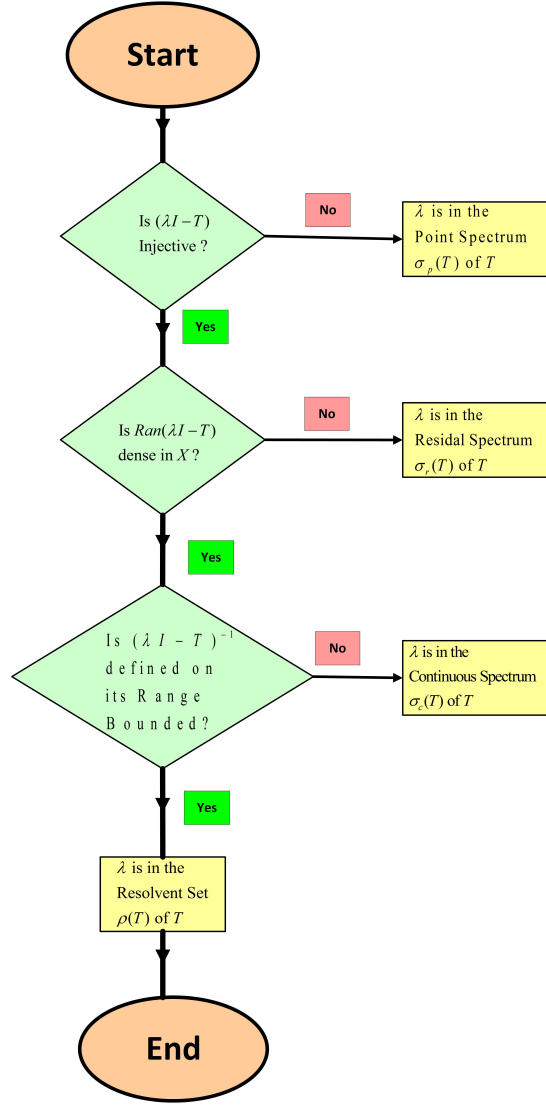 Start
Is (λI − T)
Injective ?
No
λ is in the
Point Spectrum
σₚ(T) of T
Yes
Is Ran(λI − T)
dense in X ?
No
λ is in the
Residal Spectrum
σᵣ(T) of T
Yes
Is (λ I − T)⁻¹
defined on
its Range
Bounded?
No
λ is in the
Continuous Spectrum
σ_c(T) of T
Yes
λ is in the
Resolvent Set
ρ(T) of T
End